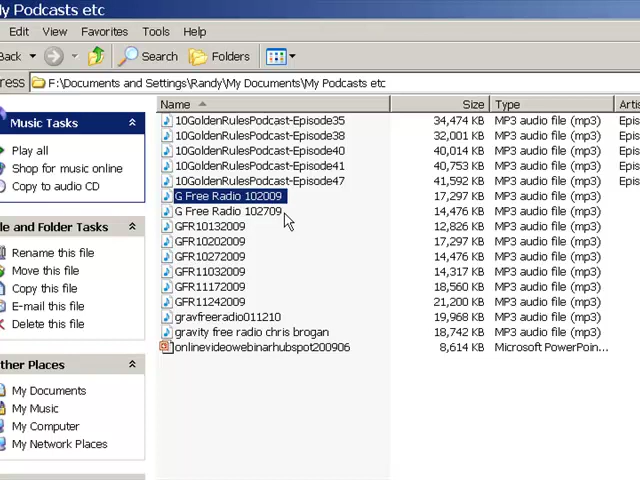 My Podcasts etc
Edit View Favorites Tools Help
Back Search Folders
ress F:\Documents and Settings\Randy\My Documents\My Podcasts etc
Music Tasks
Play all
Shop for music online
Copy to audio CD
le and Folder Tasks
Rename this file
Move this file
Copy this file
E-mail this file
Delete this file
ther Places
My Documents
My Music
My Computer
My Network Places
Name Size Type Artis
10GoldenRulesPodcast-Episode35 34,474 KB MP3 audio file (mp3) Epis
10GoldenRulesPodcast-Episode38 32,001 KB MP3 audio file (mp3) Epis
10GoldenRulesPodcast-Episode40 40,014 KB MP3 audio file (mp3) Epis
10GoldenRulesPodcast-Episode41 40,753 KB MP3 audio file (mp3) Epis
10GoldenRulesPodcast-Episode47 41,592 KB MP3 audio file (mp3) Epis
G Free Radio 102009 17,297 KB MP3 audio file (mp3)
G Free Radio 102709 14,476 KB MP3 audio file (mp3)
GFR10132009 12,826 KB MP3 audio file (mp3)
GFR10202009 17,297 KB MP3 audio file (mp3)
GFR10272009 14,476 KB MP3 audio file (mp3)
GFR11032009 14,317 KB MP3 audio file (mp3)
GFR11172009 18,560 KB MP3 audio file (mp3)
GFR11242009 21,200 KB MP3 audio file (mp3)
gravfreeradio011210 19,968 KB MP3 audio file (mp3)
gravity free radio chris brogan 18,742 KB MP3 audio file (mp3)
onlinevideowebinarhubspot200906 8,614 KB Microsoft PowerPoin...